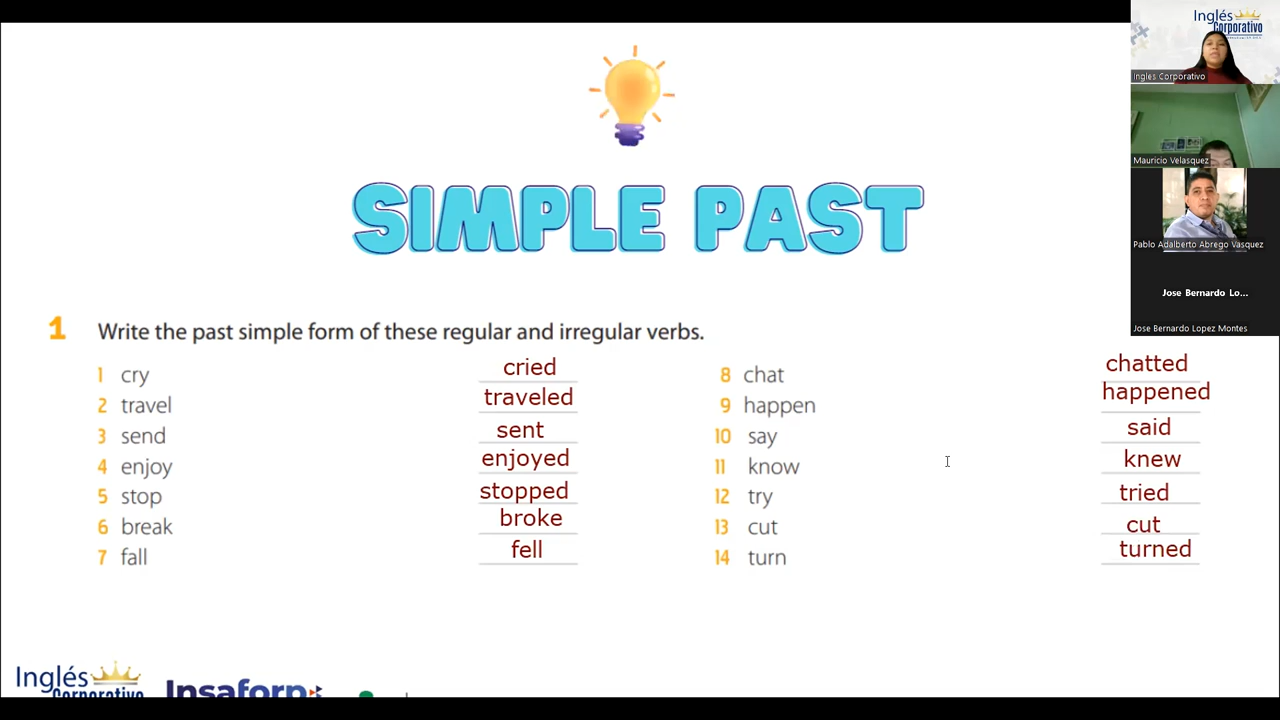 Inglés
Corporativo
Ingles Corporativo
Mauricio Velasquez
Pablo Adalberto Abrego Vasquez
Jose Bernardo Lo...
Jose Bernardo Lopez Montes
SIMPLE PAST
1 Write the past simple form of these regular and irregular verbs.
1 cry cried
2 travel traveled
3 send sent
4 enjoy enjoyed
5 stop stopped
6 break broke
7 fall fell
8 chat chatted
9 happen happened
10 say said
11 know knew
12 try tried
13 cut cut
14 turn turned
Inglés
Corporativo
Insaforp